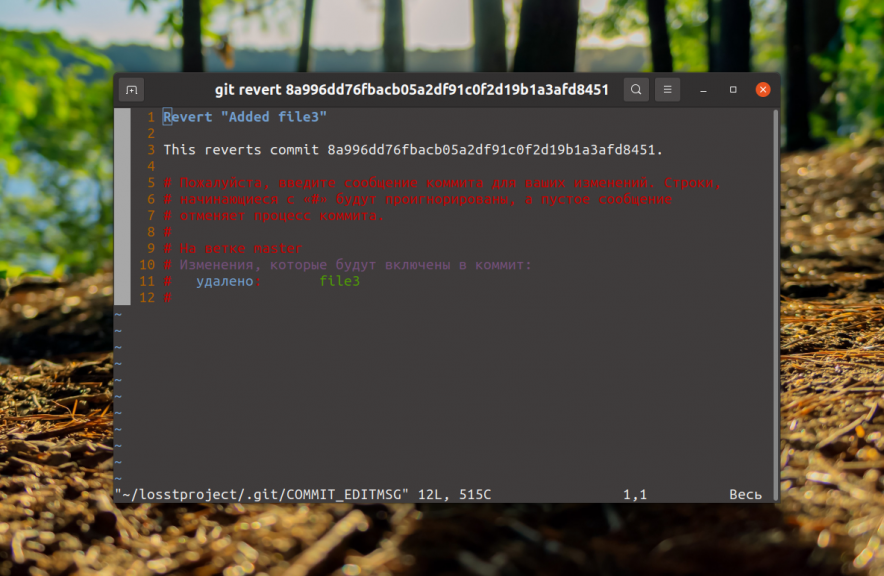 git revert 8a996dd76fbacb05a2df91c0f2d19b1a3afd8451
1 Revert "Added file3"
2
3 This reverts commit 8a996dd76fbacb05a2df91c0f2d19b1a3afd8451.
4
5 # Пожалуйста, введите сообщение коммита для ваших изменений. Строки,
6 # начинающиеся с «#» будут проигнорированы, а пустое сообщение
7 # отменяет процесс коммита.
8 #
9 # На ветке master
10 # Изменения, которые будут включены в коммит:
11 # удалено: file3
12 #
~
~
~
~
~
~
~
~
~
~
~
"~/losstproject/.git/COMMIT_EDITMSG" 12L, 515C 1,1 Весь